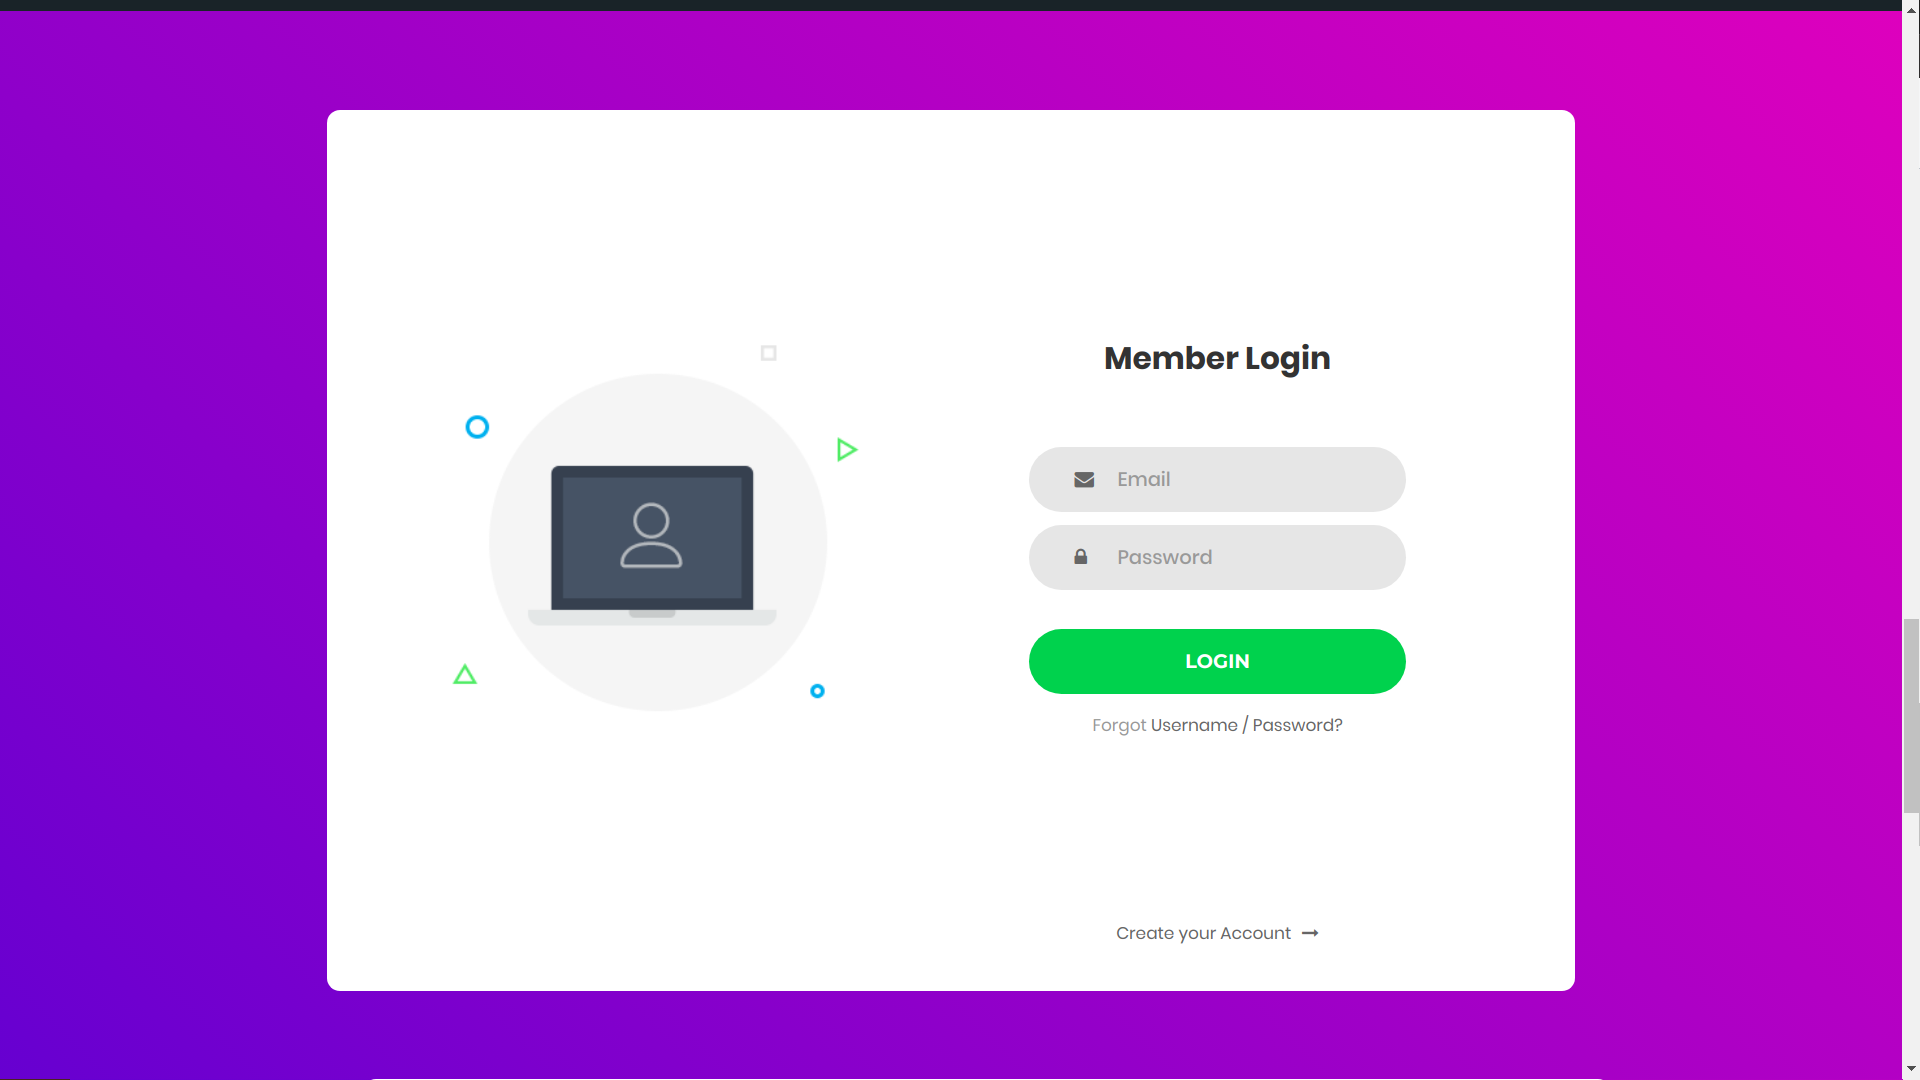 Member Login
Email
Password
LOGIN
Forgot Username / Password?
Create your Account